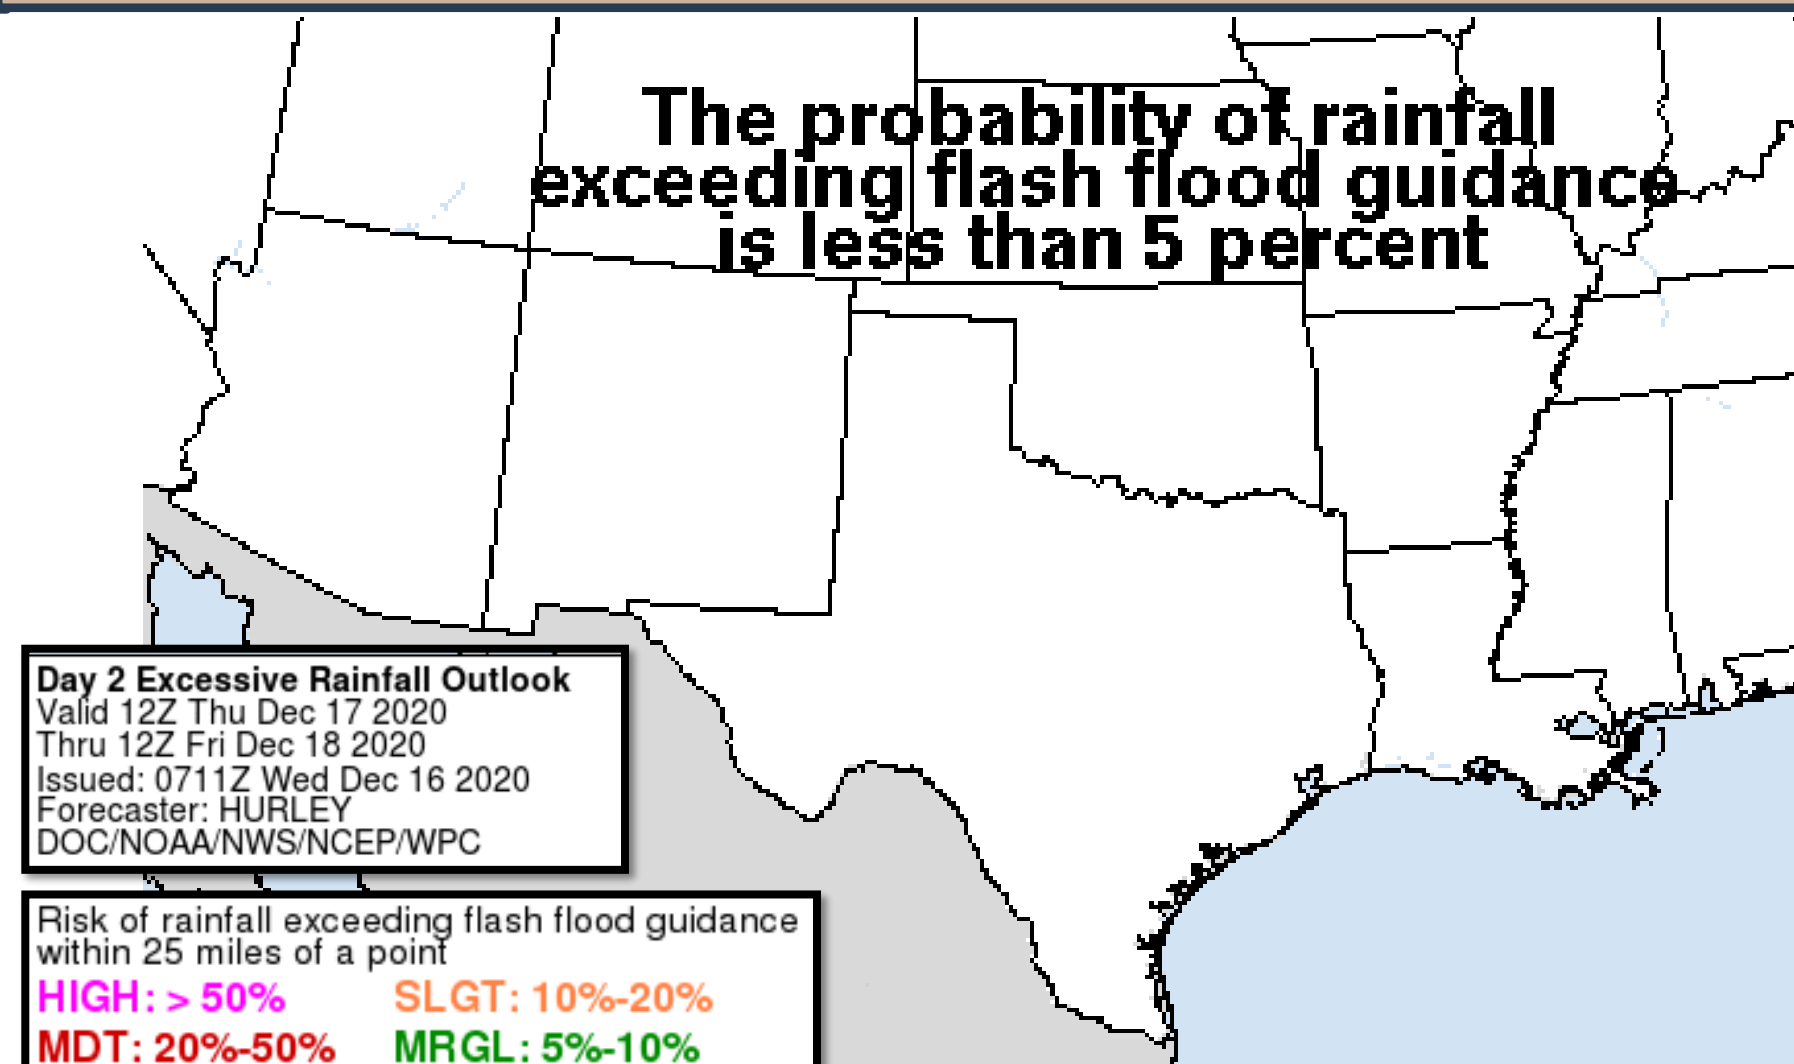 The probability of rainfall
exceeding flash flood guidance
is less than 5 percent
Day 2 Excessive Rainfall Outlook
Valid 12Z Thu Dec 17 2020
Thru 12Z Fri Dec 18 2020
Issued: 0711Z Wed Dec 16 2020
Forecaster: HURLEY
DOC/NOAA/NWS/NCEP/WPC
Risk of rainfall exceeding flash flood guidance
within 25 miles of a point
HIGH: > 50% SLGT: 10%-20%
MDT: 20%-50% MRGL: 5%-10%